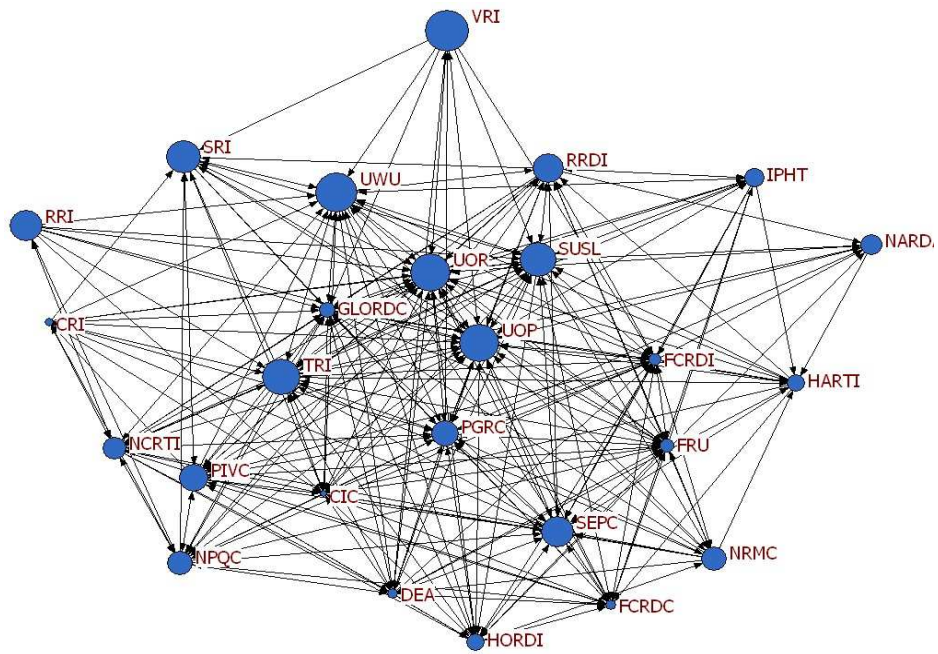 VRI
SRI
RRDI
UWU
IPHT
RRI
SUSL
NARDA
UOR
GLORDC
CRI
UOP
TRI
FCRDI
HARTI
PGRC
NCRTI
FRU
PIVC
CIC
SEPC
NPQC
NRMC
DEA
FCRDC
HORDI